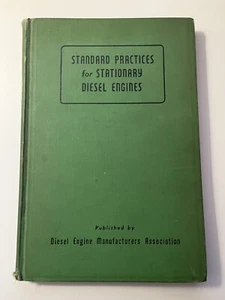 STANDARD PRACTICES
for STATIONARY
DIESEL ENGINES
Published by
Diesel Engine Manufacturers Association